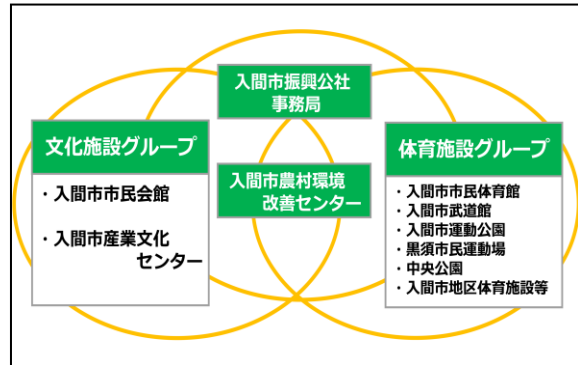 入間市振興公社
事務局
文化施設グループ
・入間市市民会館
・入間市産業文化
センター
入間市農村環境
改善センター
体育施設グループ
・入間市市民体育館
・入間市武道館
・入間市運動公園
・黒須市民運動場
・中央公園
・入間市地区体育施設等